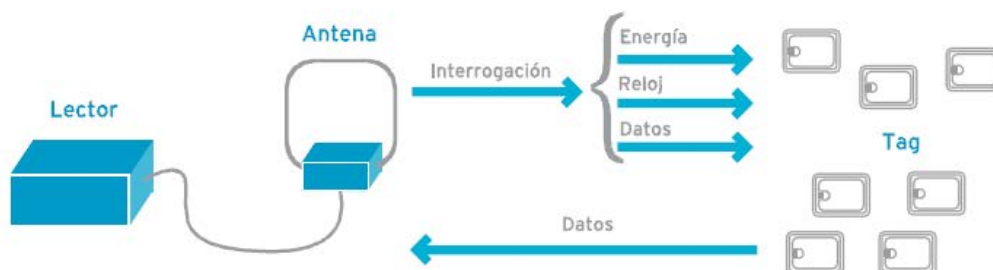 Lector
Antena
Interrogación
Energía
Reloj
Datos
Tag
Datos